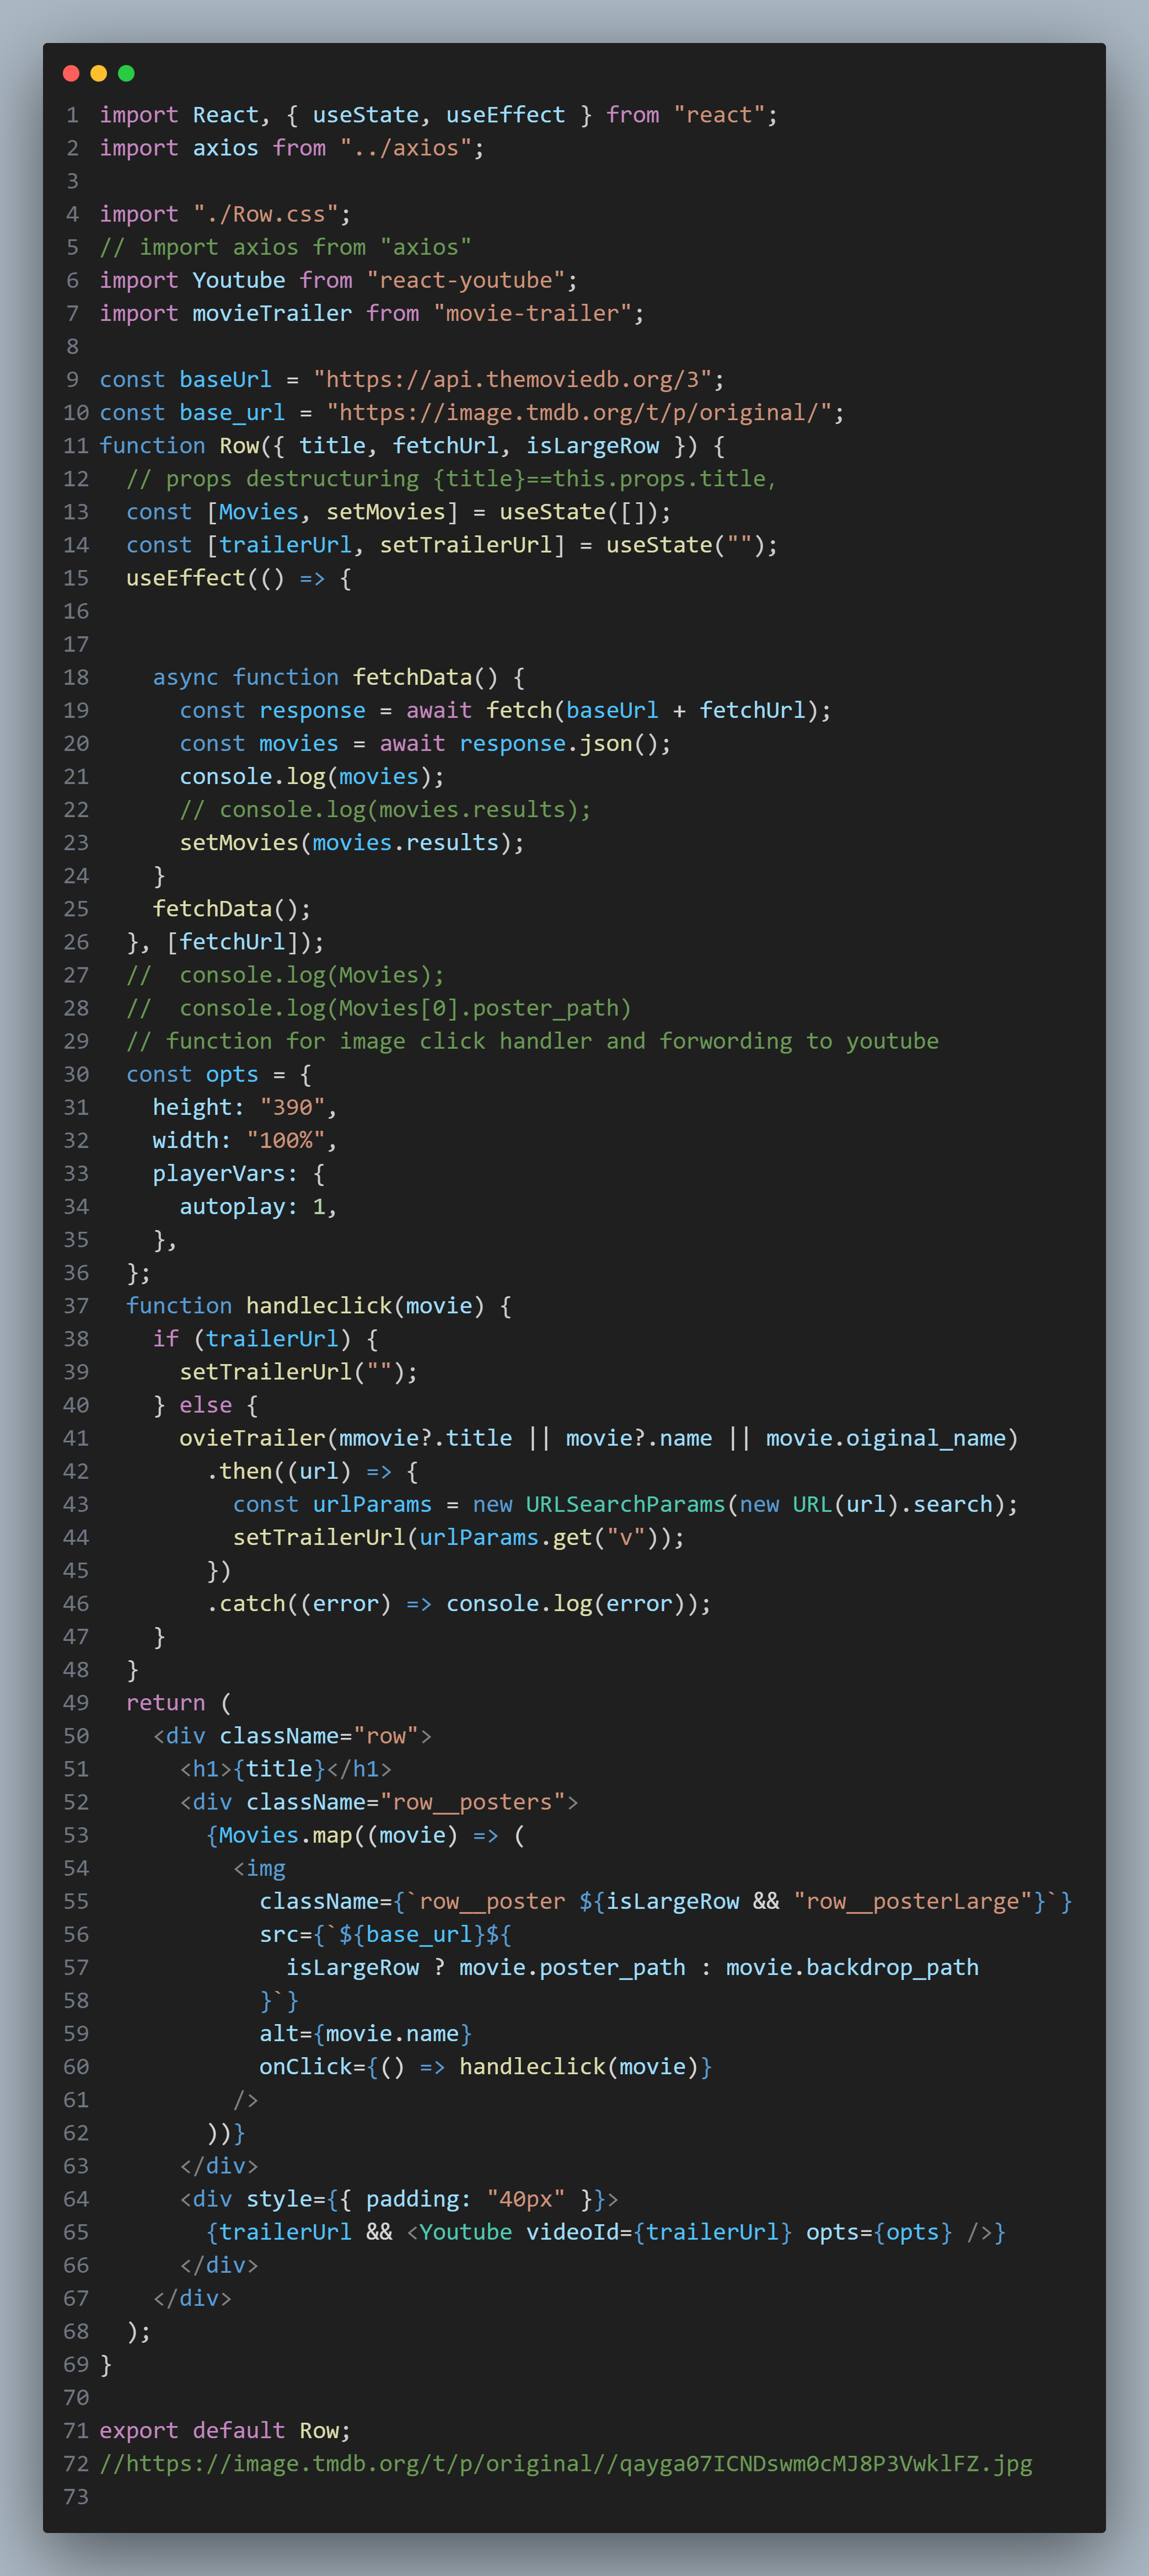 1 import React, { useState, useEffect } from "react";
2 import axios from "../axios";
3
4 import "./Row.css";
5 // import axios from "axios"
6 import Youtube from "react-youtube";
7 import movieTrailer from "movie-trailer";
8
9 const baseUrl = "https://api.themoviedb.org/3";
10 const base_url = "https://image.tmdb.org/t/p/original/";
11 function Row({ title, fetchUrl, isLargeRow }) {
12   // props destructuring {title}==this.props.title,
13   const [Movies, setMovies] = useState([]);
14   const [trailerUrl, setTrailerUrl] = useState("");
15   useEffect(() => {
16
17
18     async function fetchData() {
19       const response = await fetch(baseUrl + fetchUrl);
20       const movies = await response.json();
21       console.log(movies);
22       // console.log(movies.results);
23       setMovies(movies.results);
24     }
25     fetchData();
26   }, [fetchUrl]);
27   //  console.log(Movies);
28   //  console.log(Movies[0].poster_path)
29   // function for image click handler and forwording to youtube
30   const opts = {
31     height: "390",
32     width: "100%",
33     playerVars: {
34       autoplay: 1,
35     },
36   };
37   function handleclick(movie) {
38     if (trailerUrl) {
39       setTrailerUrl("");
40     } else {
41       ovieTrailer(mmovie?.title || movie?.name || movie.oiginal_name)
42         .then((url) => {
43           const urlParams = new URLSearchParams(new URL(url).search);
44           setTrailerUrl(urlParams.get("v"));
45         })
46         .catch((error) => console.log(error));
47     }
48   }
49   return (
50     <div className="row">
51       <h1>{title}</h1>
52       <div className="row__posters">
53         {Movies.map((movie) => (
54           <img
55             className={`row__poster ${isLargeRow && "row__posterLarge"}`}
56             src={`${base_url}${
57               isLargeRow ? movie.poster_path : movie.backdrop_path
58             }`}
59             alt={movie.name}
60             onClick={() => handleclick(movie)}
61           />
62         ))}
63       </div>
64       <div style={{ padding: "40px" }}>
65         {trailerUrl && <Youtube videoId={trailerUrl} opts={opts} />}
66       </div>
67     </div>
68   );
69 }
70
71 export default Row;
72 //https://image.tmdb.org/t/p/original//qayga07ICNDswm0cMJ8P3VwklFZ.jpg
73